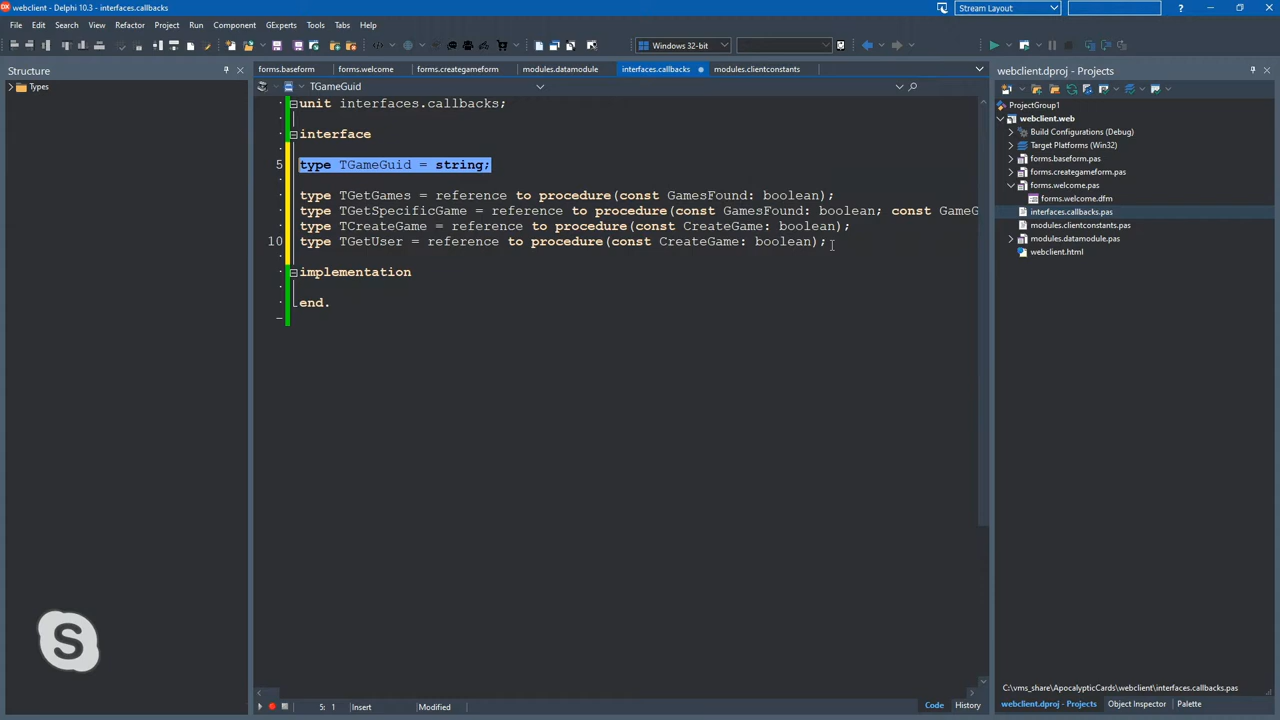 webclient - Delphi 10.3 - interfaces.callbacks
Stream Layout
File Edit Search View Refactor Project Run Component GExperts Tools Tabs Help
Windows 32-bit
Structure
Types
forms.baseform forms.welcome forms.creategameform modules.datamodule interfaces.callbacks modules.clientconstants
TGameGuid
unit interfaces.callbacks;
interface
5 type TGameGuid = string;
type TGetGames = reference to procedure(const GamesFound: boolean);
type TGetSpecificGame = reference to procedure(const GamesFound: boolean; const GameG
type TCreateGame = reference to procedure(const CreateGame: boolean);
10 type TGetUser = reference to procedure(const CreateGame: boolean);
implementation
end.
5: 1 Insert Modified
Code History
webclient.dproj - Projects
ProjectGroup1
webclient.web
Build Configurations (Debug)
Target Platforms (Win32)
forms.baseform.pas
forms.creategameform.pas
forms.welcome.pas
forms.welcome.dfm
interfaces.callbacks.pas
modules.clientconstants.pas
modules.datamodule.pas
webclient.html
C:\vms_share\ApocalypticCards\webclient\interfaces.callbacks.pas
webclient.dproj - Projects Object Inspector Palette
S